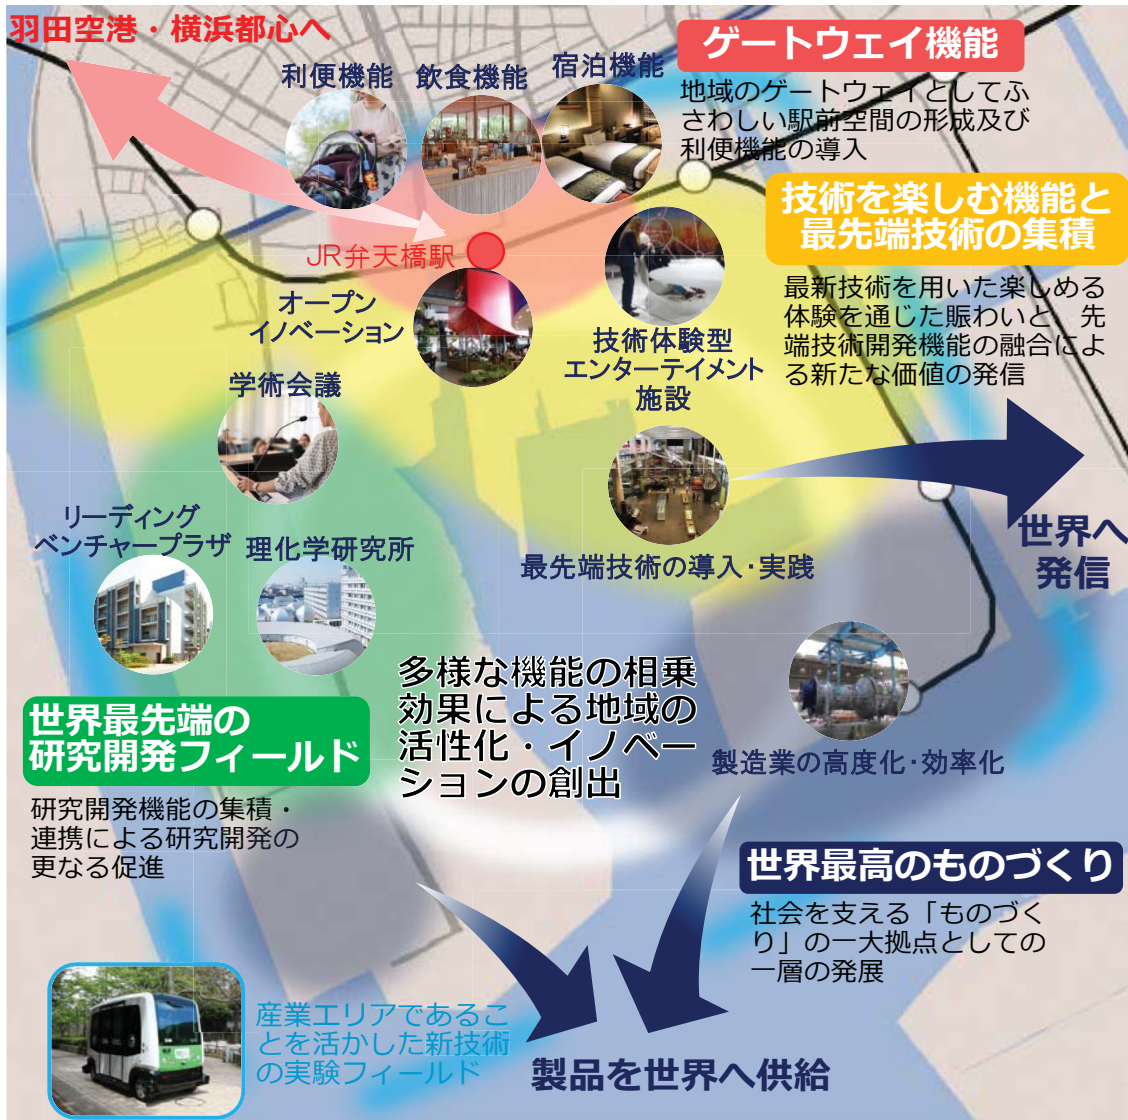 羽田空港・横浜都心へ
利便機能
飲食機能
宿泊機能
ゲートウェイ機能
地域のゲートウェイとしてふ
さわしい駅前空間の形成及び
利便機能の導入
技術を楽しむ機能と
最先端技術の集積
最新技術を用いた楽しめる
体験を通じた賑わいと、先
端技術開発機能の融合によ
る新たな価値の発信
JR弁天橋駅
オープン
イノベーション
技術体験型
エンターテイメント
施設
学術会議
リーディング
ベンチャープラザ
理化学研究所
最先端技術の導入・実践
世界へ
発信
多様な機能の相乗
効果による地域の
活性化・イノベー
ションの創出
製造業の高度化・効率化
世界最先端の
研究開発フィールド
研究開発機能の集積・
連携による研究開発の
更なる促進
世界最高のものづくり
社会を支える「ものづく
り」の一大拠点としての
一層の発展
産業エリアであるこ
とを活かした新技術
の実験フィールド
製品を世界へ供給